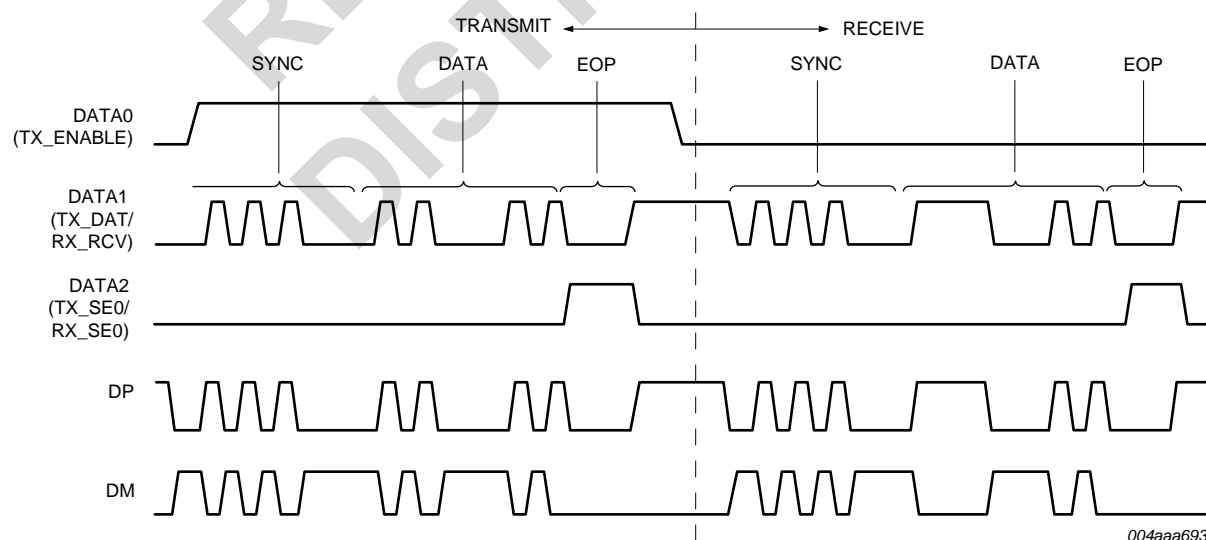 TRANSMIT
RECEIVE
SYNC
DATA
EOP
SYNC
DATA
EOP
DATA0
(TX_ENABLE)
DATA1
(TX_DAT/
RX_RCV)
DATA2
(TX_SE0/
RX_SE0)
DP
DM
004aaa693